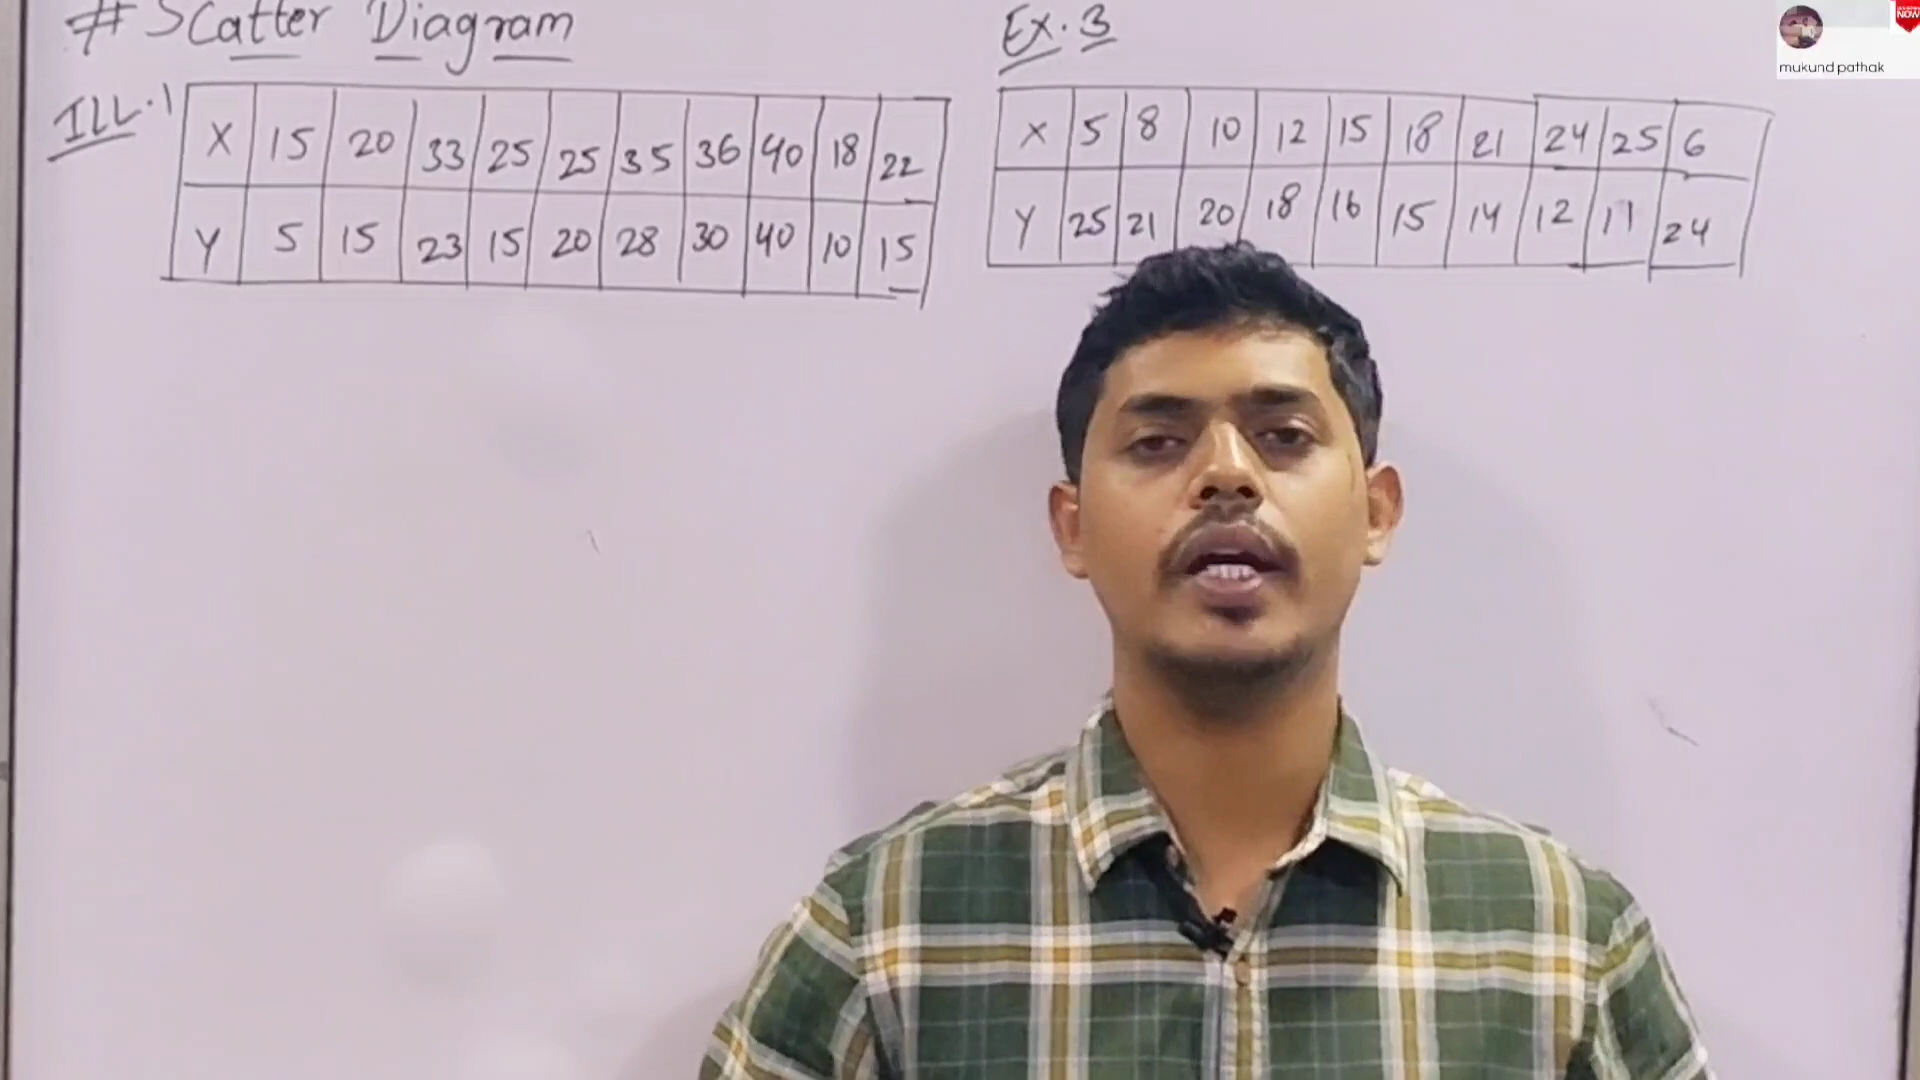 # Scatter Diagram
ILL.1
X 15 20 33 25 25 35 36 40 18 22
Y 5 15 23 15 20 28 30 40 10 15
Ex.3
X 5 8 10 12 15 18 21 24 25 6
Y 25 21 20 18 16 15 14 12 11 24
NOW
mukund pathak